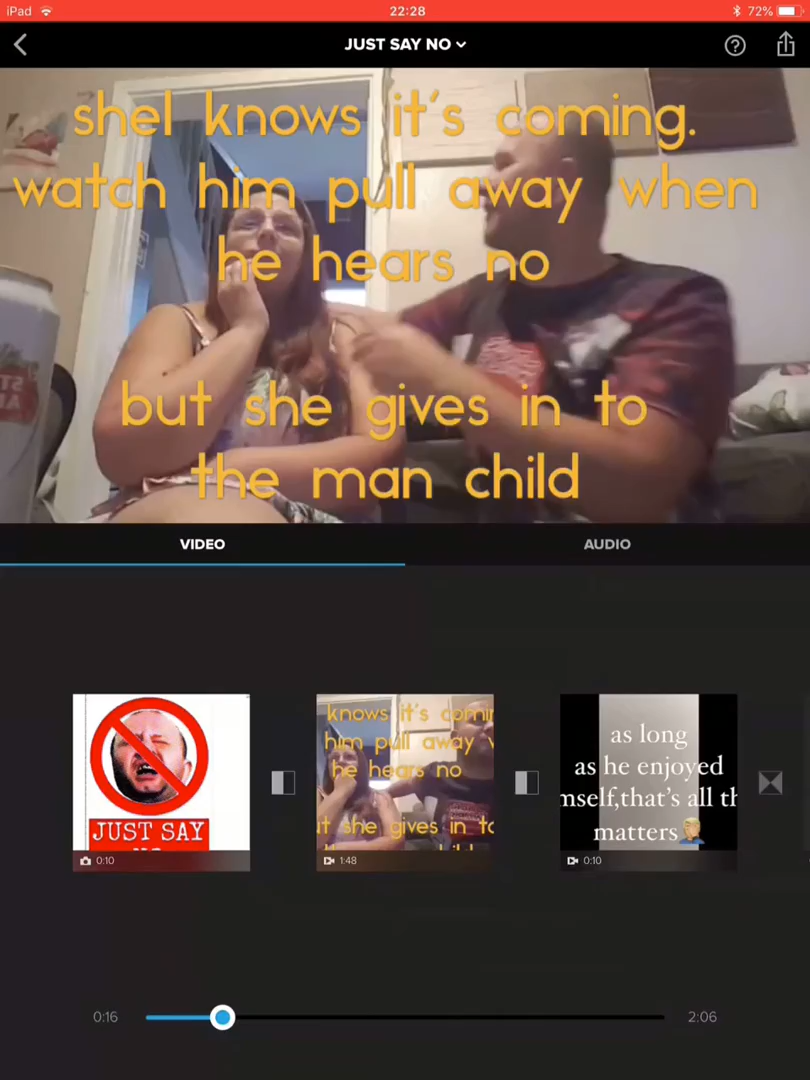 iPad 22:28 72%
JUST SAY NO
shel knows it's coming.
watch him pull away when
he hears no
but she gives in to
the man child
VIDEO AUDIO
JUST SAY
0:10
knows it's comin
him pull away
he hears no
ut she gives in to
1:48
as long
as he enjoyed
mself,that's all th
matters🤦🏼‍♂️
0:10
0:16 2:06